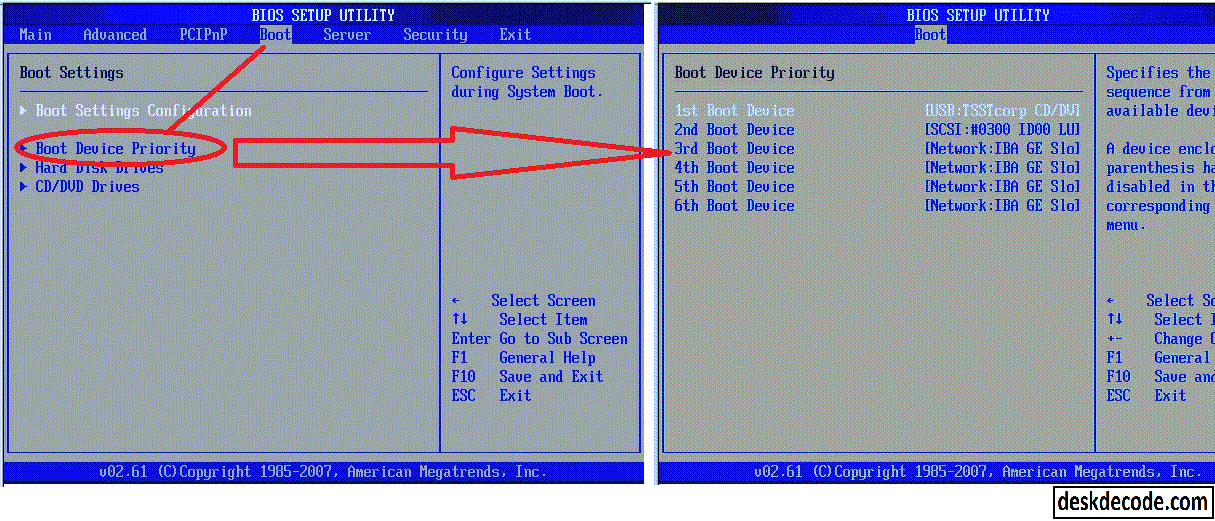 BIOS SETUP UTILITY
Main Advanced PCIPnP Boot Server Security Exit
Boot Settings
Boot Settings Configuration
Boot Device Priority
Hard Disk Drives
CD/DVD Drives
Configure Settings
during System Boot.
← Select Screen
↑↓ Select Item
Enter Go to Sub Screen
F1 General Help
F10 Save and Exit
ESC Exit
v02.61 (C)Copyright 1985-2007, American Megatrends, Inc.
BIOS SETUP UTILITY
Boot
Boot Device Priority
1st Boot Device [USB:TSSTcorp CD/DV]
2nd Boot Device [SCSI:#0300 ID00 LU]
3rd Boot Device [Network:IBA GE Slo]
4th Boot Device [Network:IBA GE Slo]
5th Boot Device [Network:IBA GE Slo]
6th Boot Device [Network:IBA GE Slo]
Specifies the
sequence from
available devi
A device enclo
parenthesis ha
disabled in th
corresponding
menu.
← Select Sc
↑↓ Select I
+- Change O
F1 General
F10 Save and
ESC Exit
v02.61 (C)Copyright 1985-2007, American Megatrends, Inc.
deskdecode.com